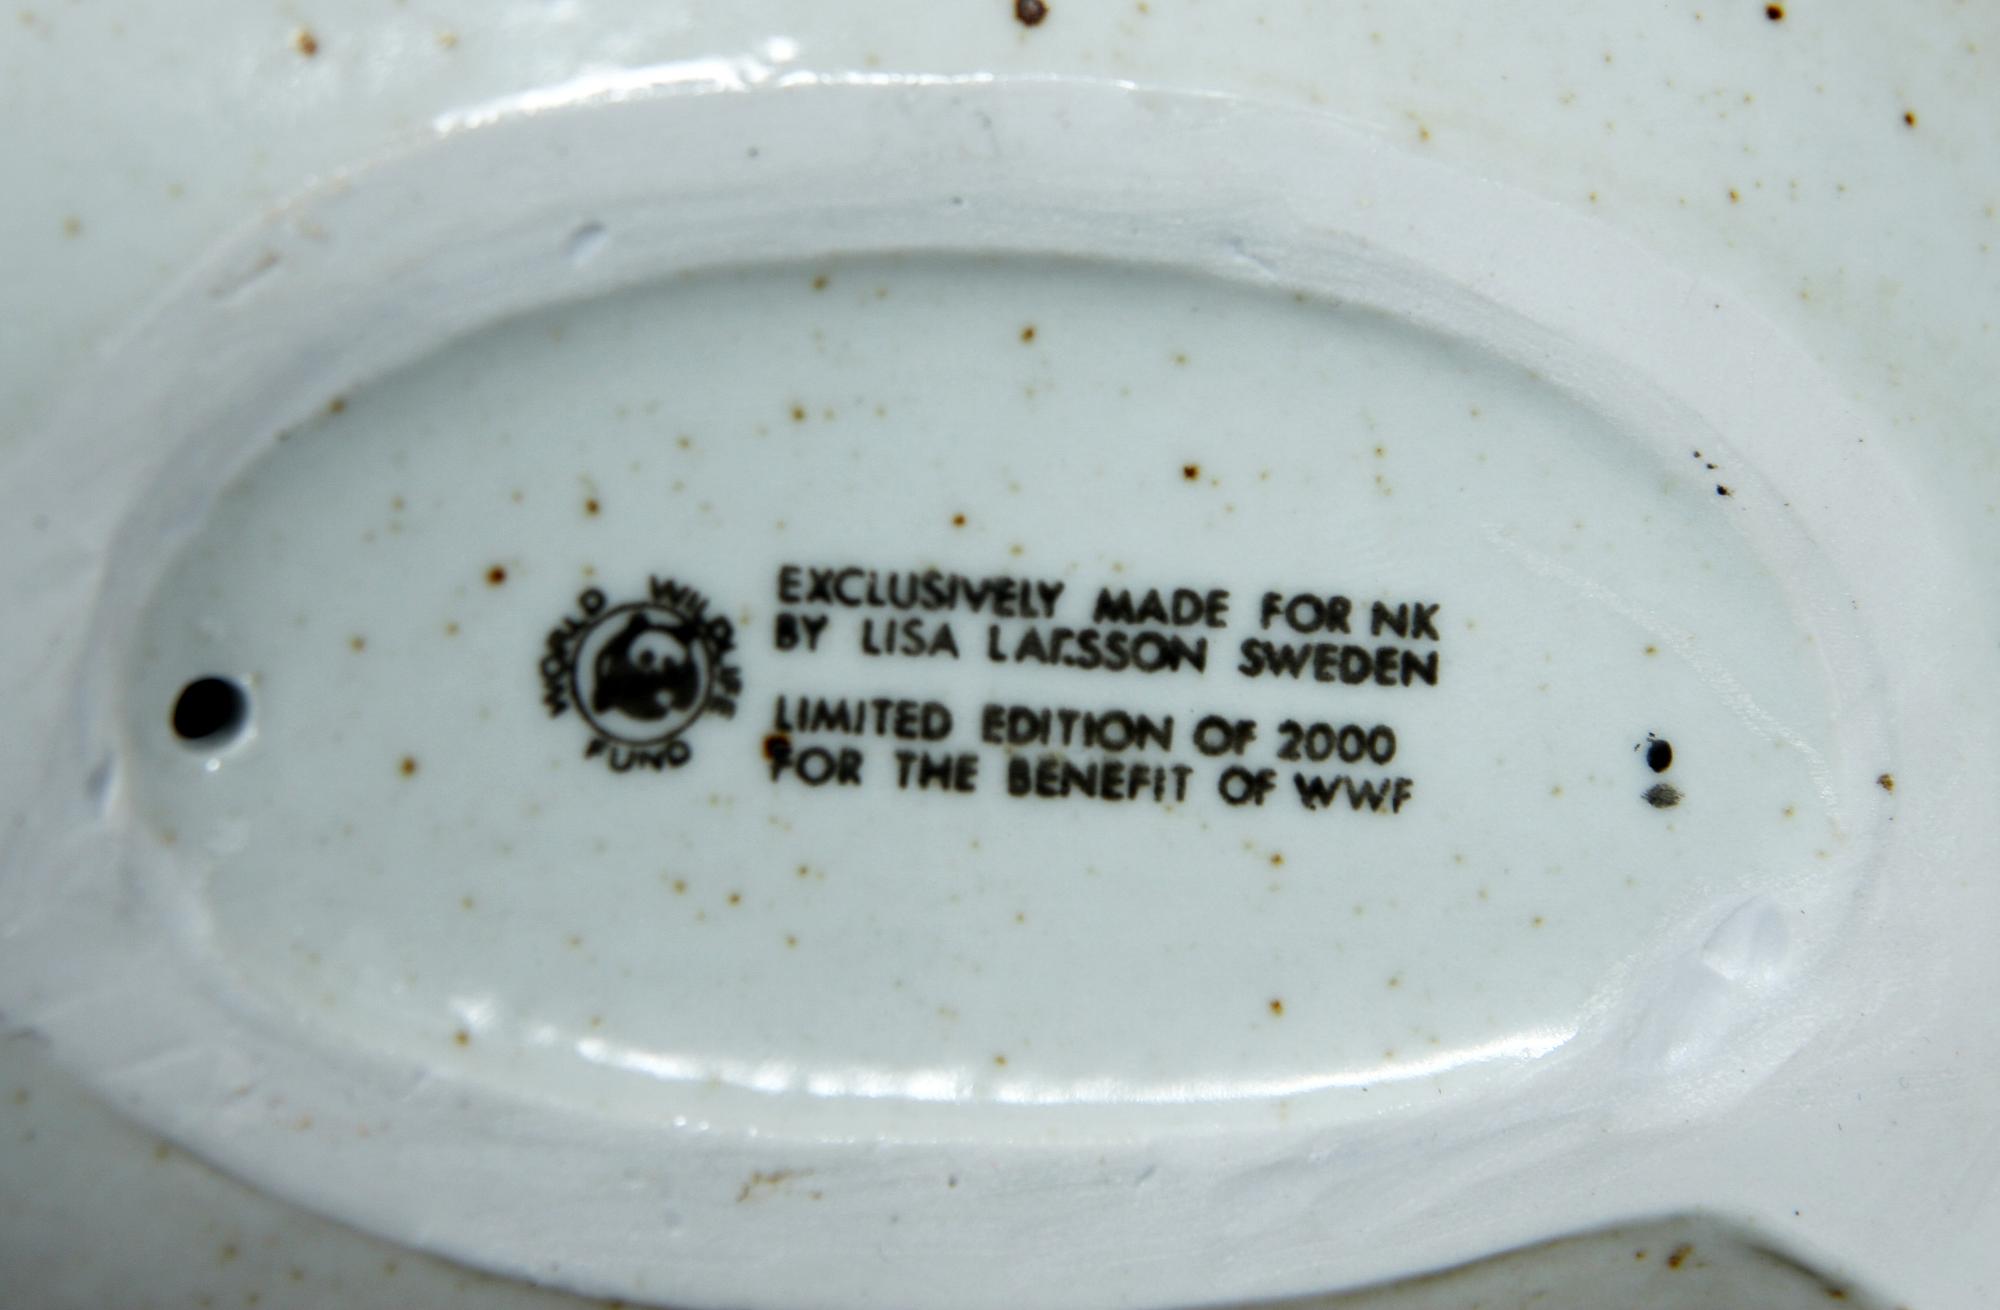 WORLD WILDLIFE FUND
EXCLUSIVELY MADE FOR NK
BY LISA LARSSON SWEDEN
LIMITED EDITION OF 2000
FOR THE BENEFIT OF WWF